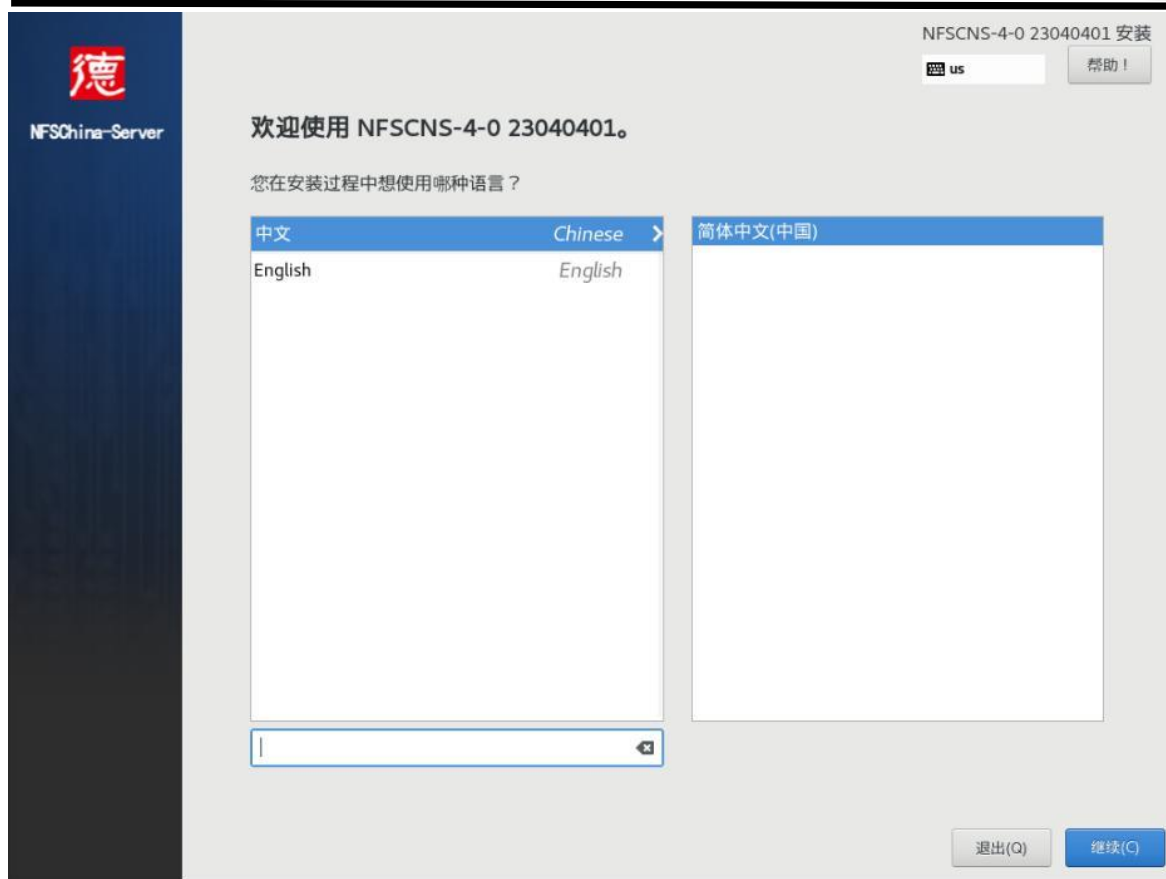 德
NFSChina-Server
NFSCNS-4-0 23040401 安装
us
帮助！
欢迎使用 NFSCNS-4-0 23040401。
您在安装过程中想使用哪种语言？
中文 Chinese
English English
简体中文(中国)
退出(Q)
继续(C)